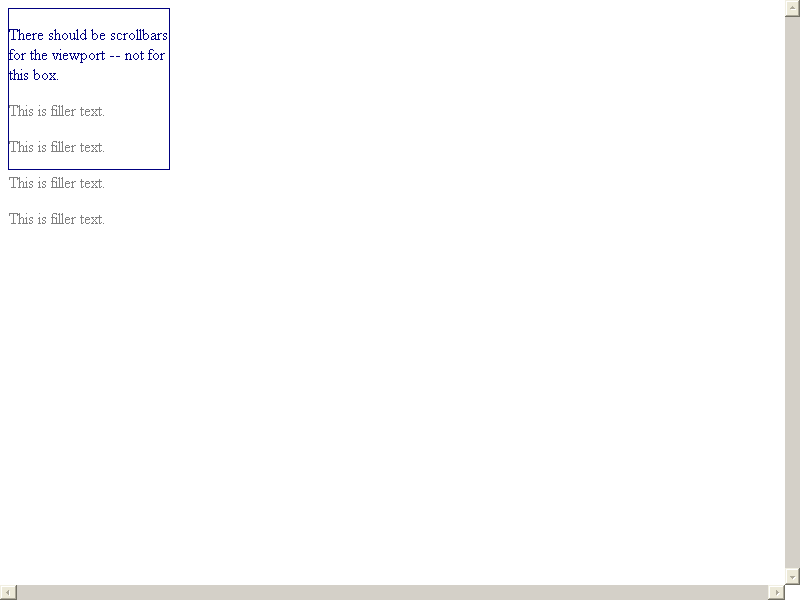 There should be scrollbars
for the viewport -- not for
this box.
This is filler text.
This is filler text.
This is filler text.
This is filler text.